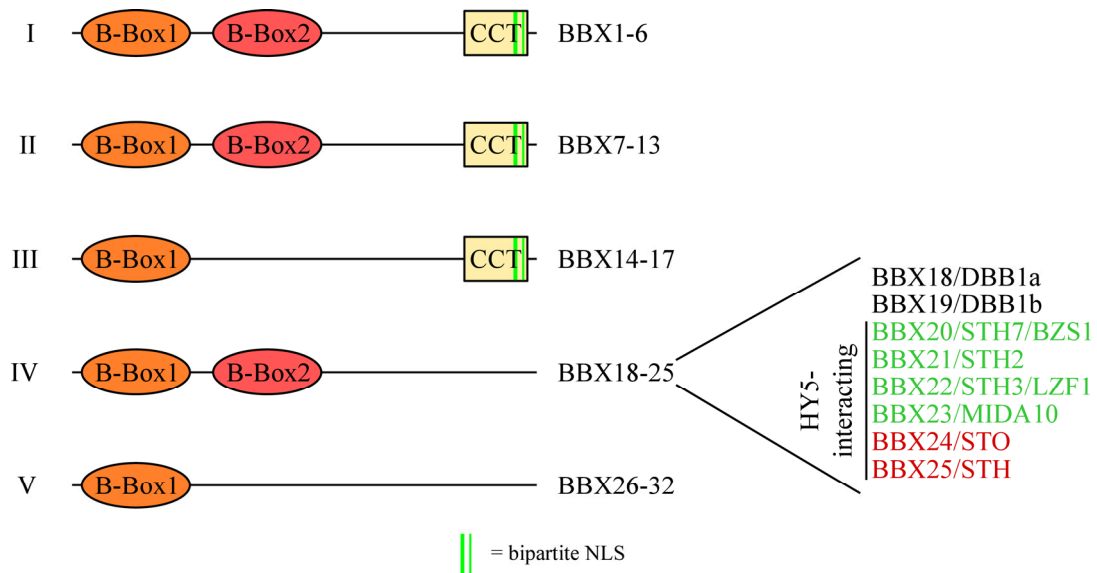 I B-Box1 B-Box2 CCT BBX1-6
II B-Box1 B-Box2 CCT BBX7-13
III B-Box1 CCT BBX14-17
IV B-Box1 B-Box2 BBX18-25
V B-Box1 BBX26-32
HY5-
interacting
BBX18/DBB1a
BBX19/DBB1b
BBX20/STH7/BZS1
BBX21/STH2
BBX22/STH3/LZF1
BBX23/MIDA10
BBX24/STO
BBX25/STH
= bipartite NLS